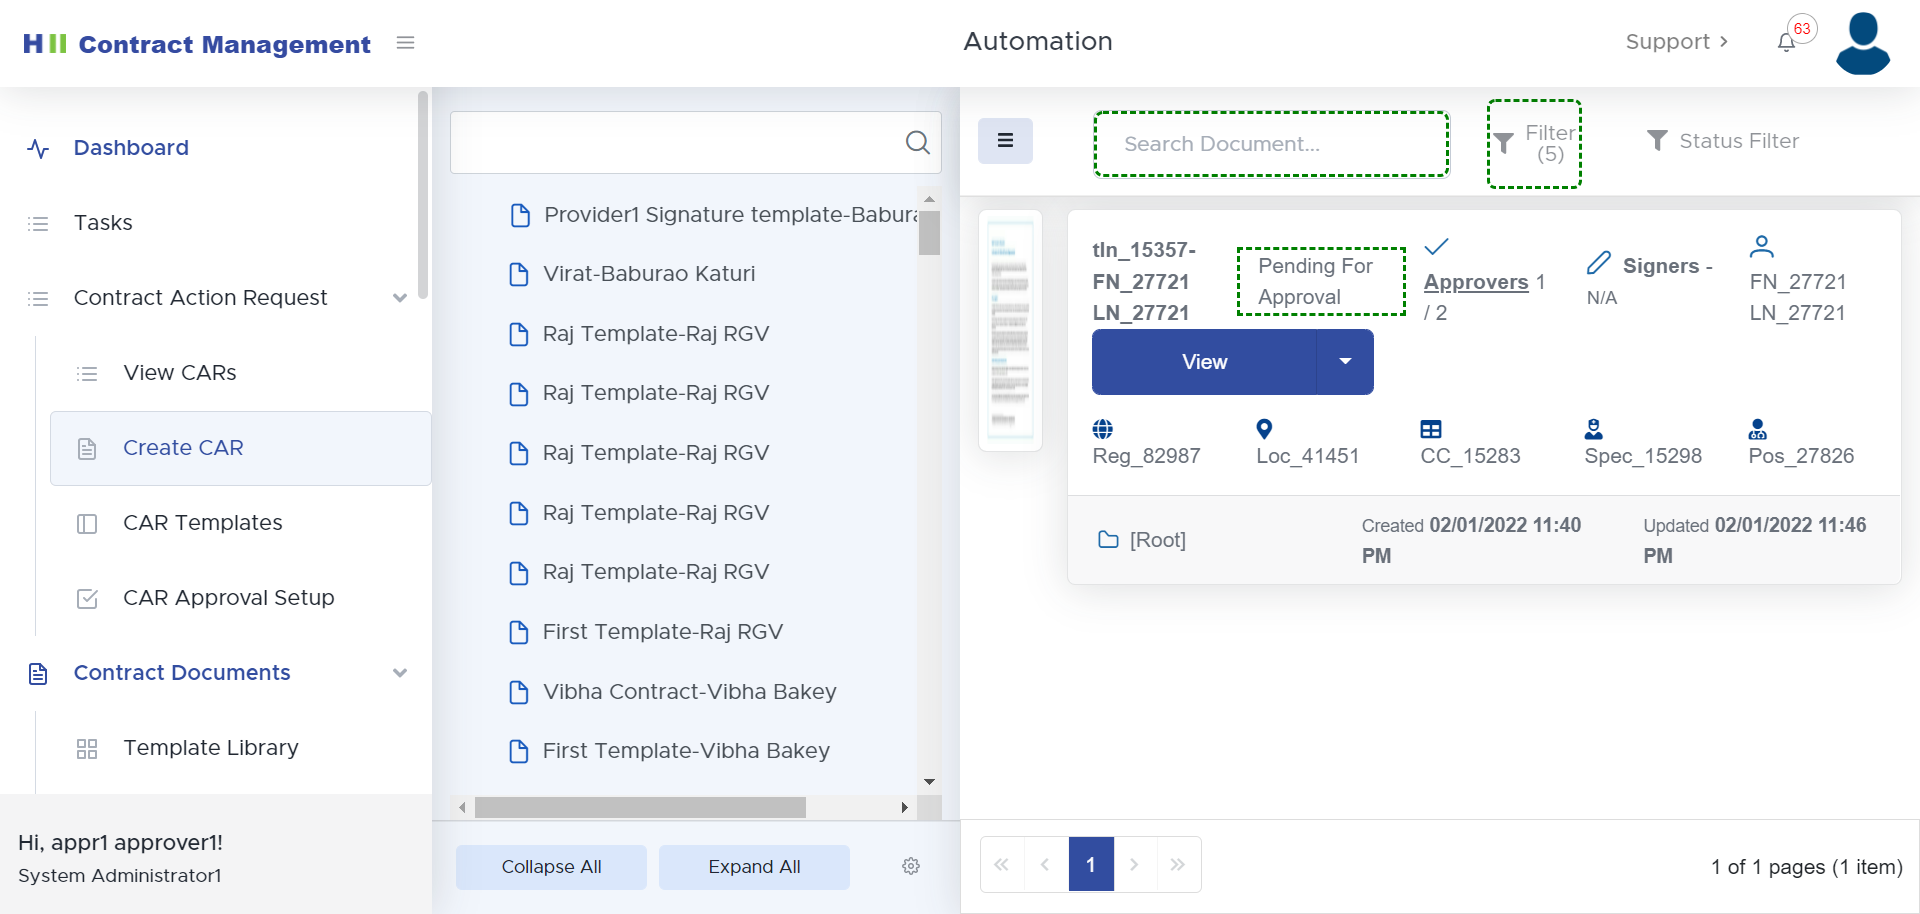 HII Contract Management
Automation
Support
63
Dashboard
Tasks
Contract Action Request
View CARs
Create CAR
CAR Templates
CAR Approval Setup
Contract Documents
Template Library
Hi, appr1 approver1!
System Administrator1
Provider1 Signature template-Babura
Virat-Baburao Katuri
Raj Template-Raj RGV
Raj Template-Raj RGV
Raj Template-Raj RGV
Raj Template-Raj RGV
Raj Template-Raj RGV
First Template-Raj RGV
Vibha Contract-Vibha Bakey
First Template-Vibha Bakey
Collapse All
Expand All
Search Document...
Filter
(5)
Status Filter
tln_15357-
FN_27721
LN_27721
Pending For
Approval
Approvers 1
/ 2
Signers -
N/A
FN_27721
LN_27721
View
Reg_82987
Loc_41451
CC_15283
Spec_15298
Pos_27826
[Root]
Created 02/01/2022 11:40
PM
Updated 02/01/2022 11:46
PM
1
1 of 1 pages (1 item)